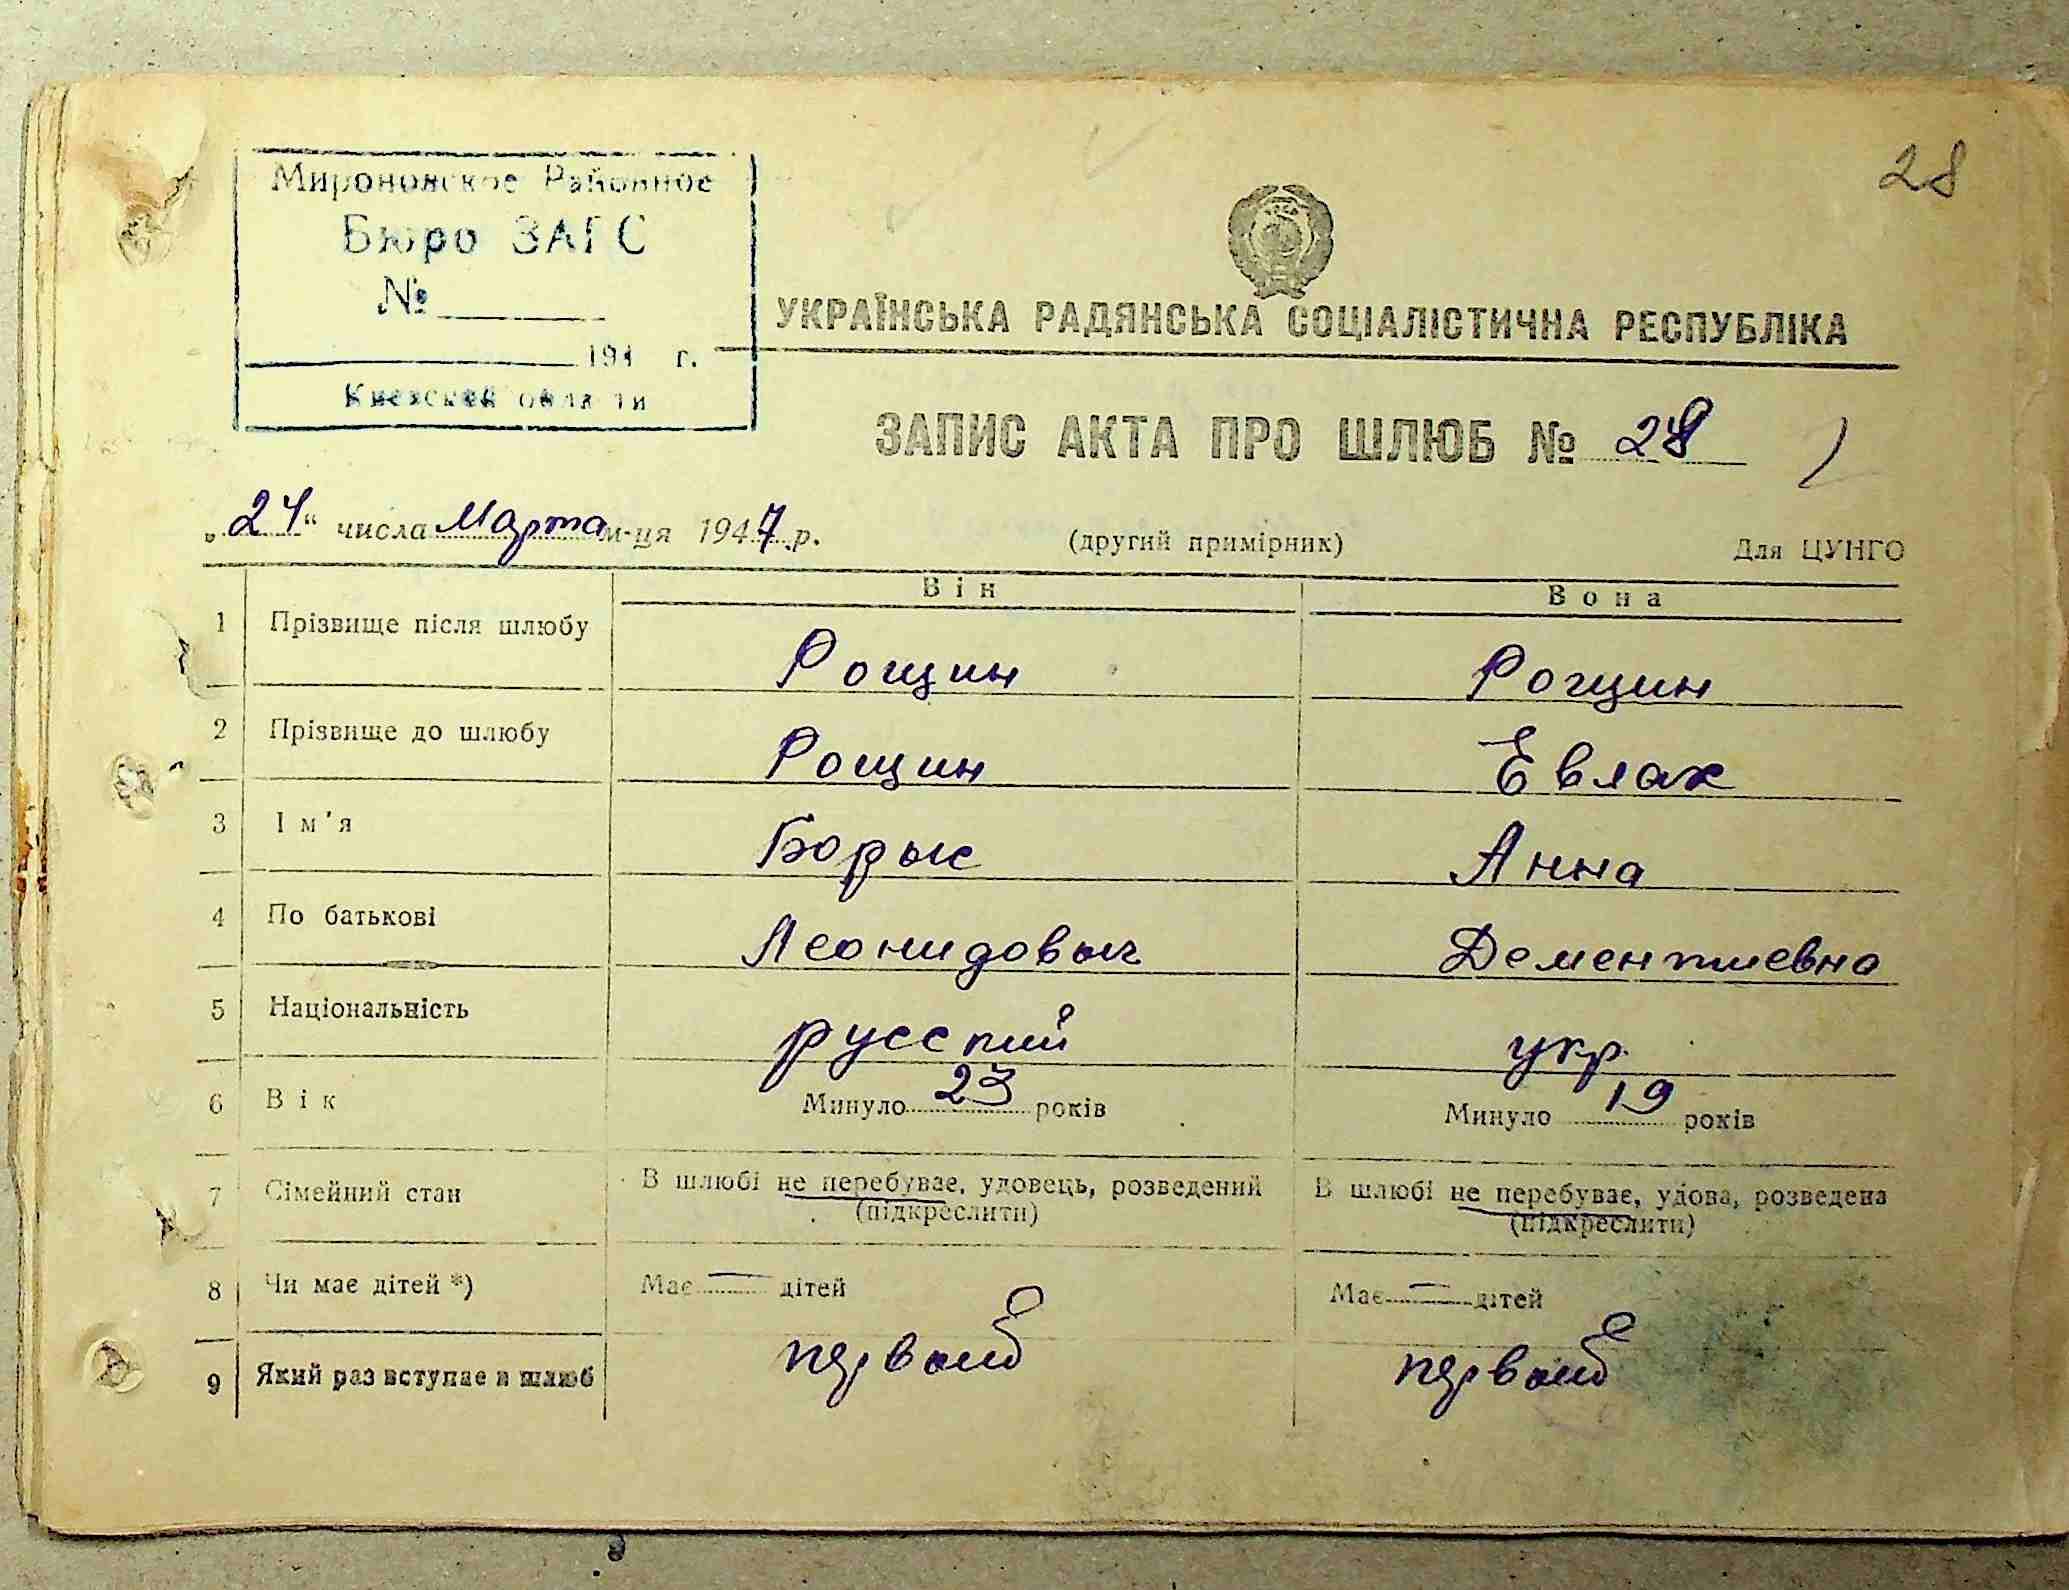 28
Мироновское Районное
Бюро ЗАГС
№
194 г.
Киевской области
УКРАЇНСЬКА РАДЯНСЬКА СОЦІАЛІСТИЧНА РЕСПУБЛІКА
ЗАПИС АКТА ПРО ШЛЮБ № 28
„24“ числа Марта м-ця 1947 р. (другий примірник) Для ЦУНГО
Він Вона
1 Прізвище після шлюбу Рощин Рощин
2 Прізвище до шлюбу Рощин Евлах
3 Ім'я Борыс Анна
4 По батькові Леонидовыч Дементиевна
5 Національність русский укр.
6 Вік Минуло 23 років Минуло 19 років
7 Сімейний стан В шлюбі не перебуває, удовець, розведений В шлюбі не перебуває, удова, розведена
(підкреслити) (підкреслити)
8 Чи має дітей *) Має — дітей Має — дітей
9 Який раз вступає в шлюб первый первый